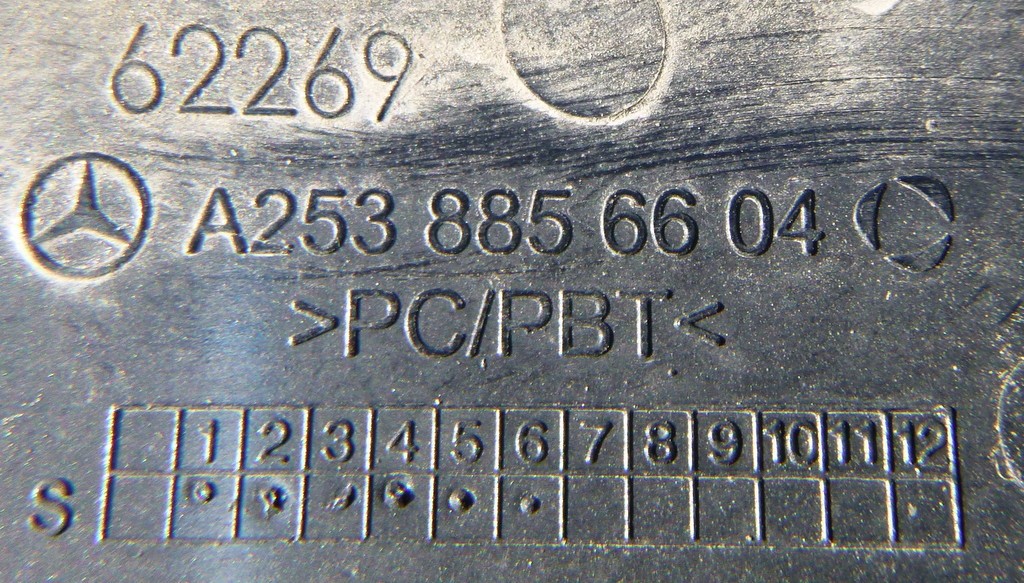 62269
A253 885 66 04
>PC/PBT<
1 2 3 4 5 6 7 8 9 10 11 12
S